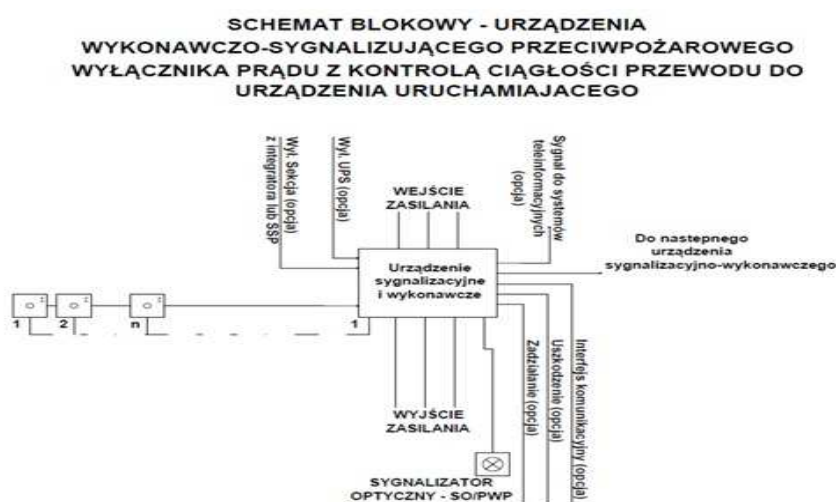 SCHEMAT BLOKOWY - URZĄDZENIA
WYKONAWCZO-SYGNALIZUJĄCEGO PRZECIWPOŻAROWEGO
WYŁĄCZNIKA PRĄDU Z KONTROLĄ CIĄGŁOŚCI PRZEWODU DO
URZĄDZENIA URUCHAMIAJACEGO
Wył. Sekcja (opcja)
z integratora lub SSP
Wył. UPS (opcja)
WEJŚCIE
ZASILANIA
Sygnał do systemów
teleinformacyjnych
(opcja)
Do nastepnego
urządzenia
sygnalizacyjno-wykonawczego
Urządzenie
sygnalizacyjne
i wykonawcze
1
2
n
1
WYJŚCIE
ZASILANIA
Zadziałanie (opcja)
Uszkodzenie (opcja)
Interfejs komunikacyjny (opcja)
SYGNALIZATOR
OPTYCZNY - SO/PWP